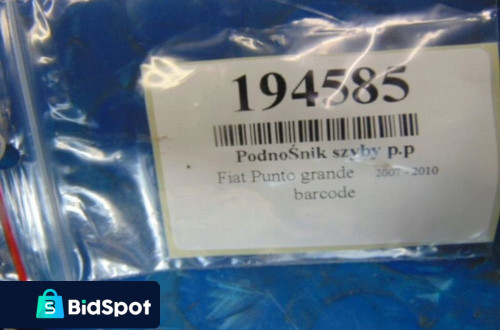 194585
PodnoŚnik szyby p.p
Fiat Punto grande 2007 - 2010
barcode
BidSpot